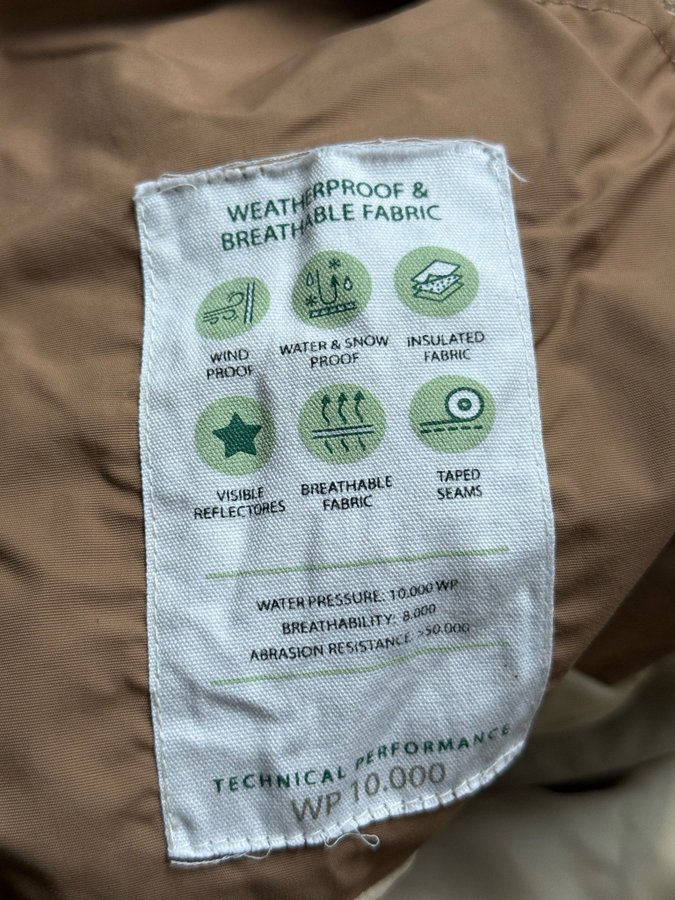 WEATHERPROOF &
BREATHABLE FABRIC
WIND
PROOF
WATER & SNOW
PROOF
INSULATED
FABRIC
VISIBLE
REFLECTORES
BREATHABLE
FABRIC
TAPED
SEAMS
WATER PRESSURE: 10.000 WP
BREATHABILITY: 8.000
ABRASION RESISTANCE >50.000
TECHNICAL PERFORMANCE
WP 10.000